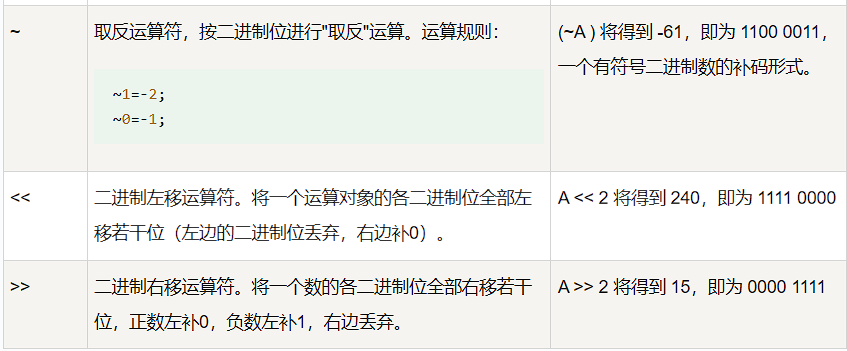 ~
取反运算符，按二进制位进行"取反"运算。运算规则：
~1=-2;
~0=-1;
(~A ) 将得到 -61，即为 1100 0011，
一个有符号二进制数的补码形式。
<<
二进制左移运算符。将一个运算对象的各二进制位全部左
移若干位（左边的二进制位丢弃，右边补0）。
A << 2 将得到 240，即为 1111 0000
>>
二进制右移运算符。将一个数的各二进制位全部右移若干
位，正数左补0，负数左补1，右边丢弃。
A >> 2 将得到 15，即为 0000 1111